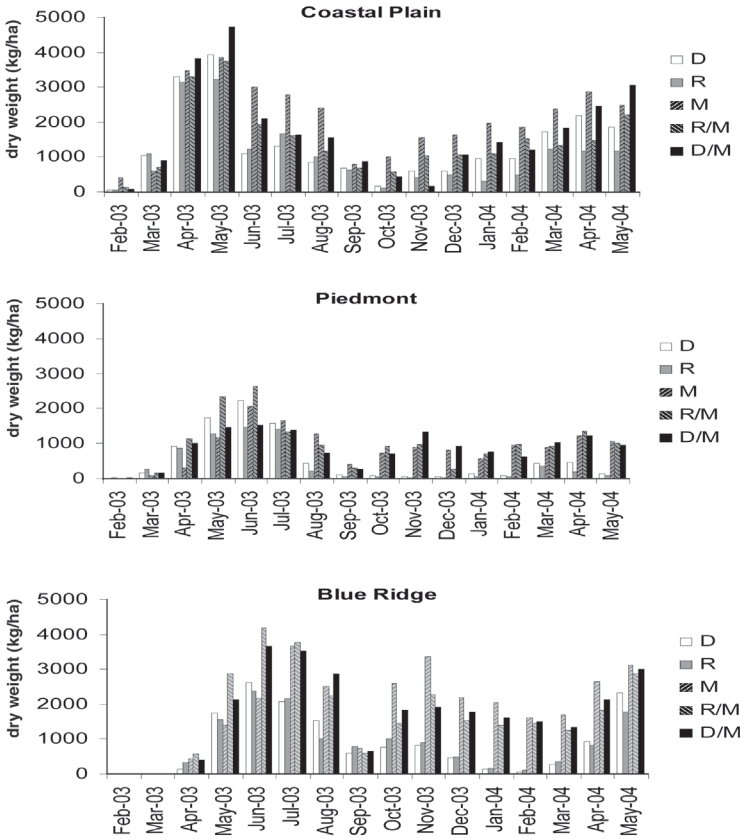 Coastal Plain
dry weight (kg/ha)
5000
4000
3000
2000
1000
0
Feb-03 Mar-03 Apr-03 May-03 Jun-03 Jul-03 Aug-03 Sep-03 Oct-03 Nov-03 Dec-03 Jan-04 Feb-04 Mar-04 Apr-04 May-04
D
R
M
R/M
D/M
Piedmont
dry weight (kg/ha)
5000
4000
3000
2000
1000
0
Feb-03 Mar-03 Apr-03 May-03 Jun-03 Jul-03 Aug-03 Sep-03 Oct-03 Nov-03 Dec-03 Jan-04 Feb-04 Mar-04 Apr-04 May-04
D
R
M
R/M
D/M
Blue Ridge
dry weight (kg/ha)
5000
4000
3000
2000
1000
0
Feb-03 Mar-03 Apr-03 May-03 Jun-03 Jul-03 Aug-03 Sep-03 Oct-03 Nov-03 Dec-03 Jan-04 Feb-04 Mar-04 Apr-04 May-04
D
R
M
R/M
D/M